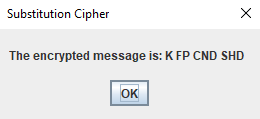 Substitution Cipher
The encrypted message is: K FP CND SHD
OK